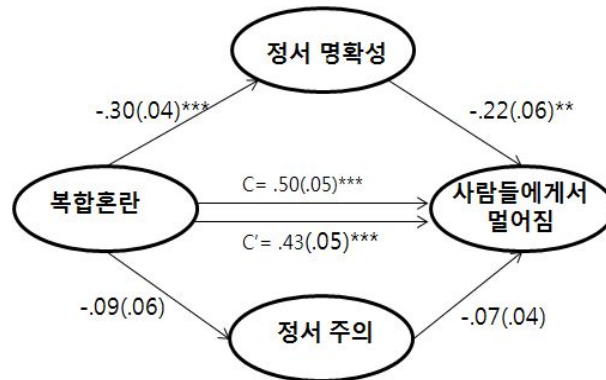 정서 명확성
-.30(.04)***
-.22(.06)**
복합혼란
C= .50(.05)***
C'= .43(.05)***
사람들에게서
멀어짐
-.09(.06)
정서 주의
-.07(.04)